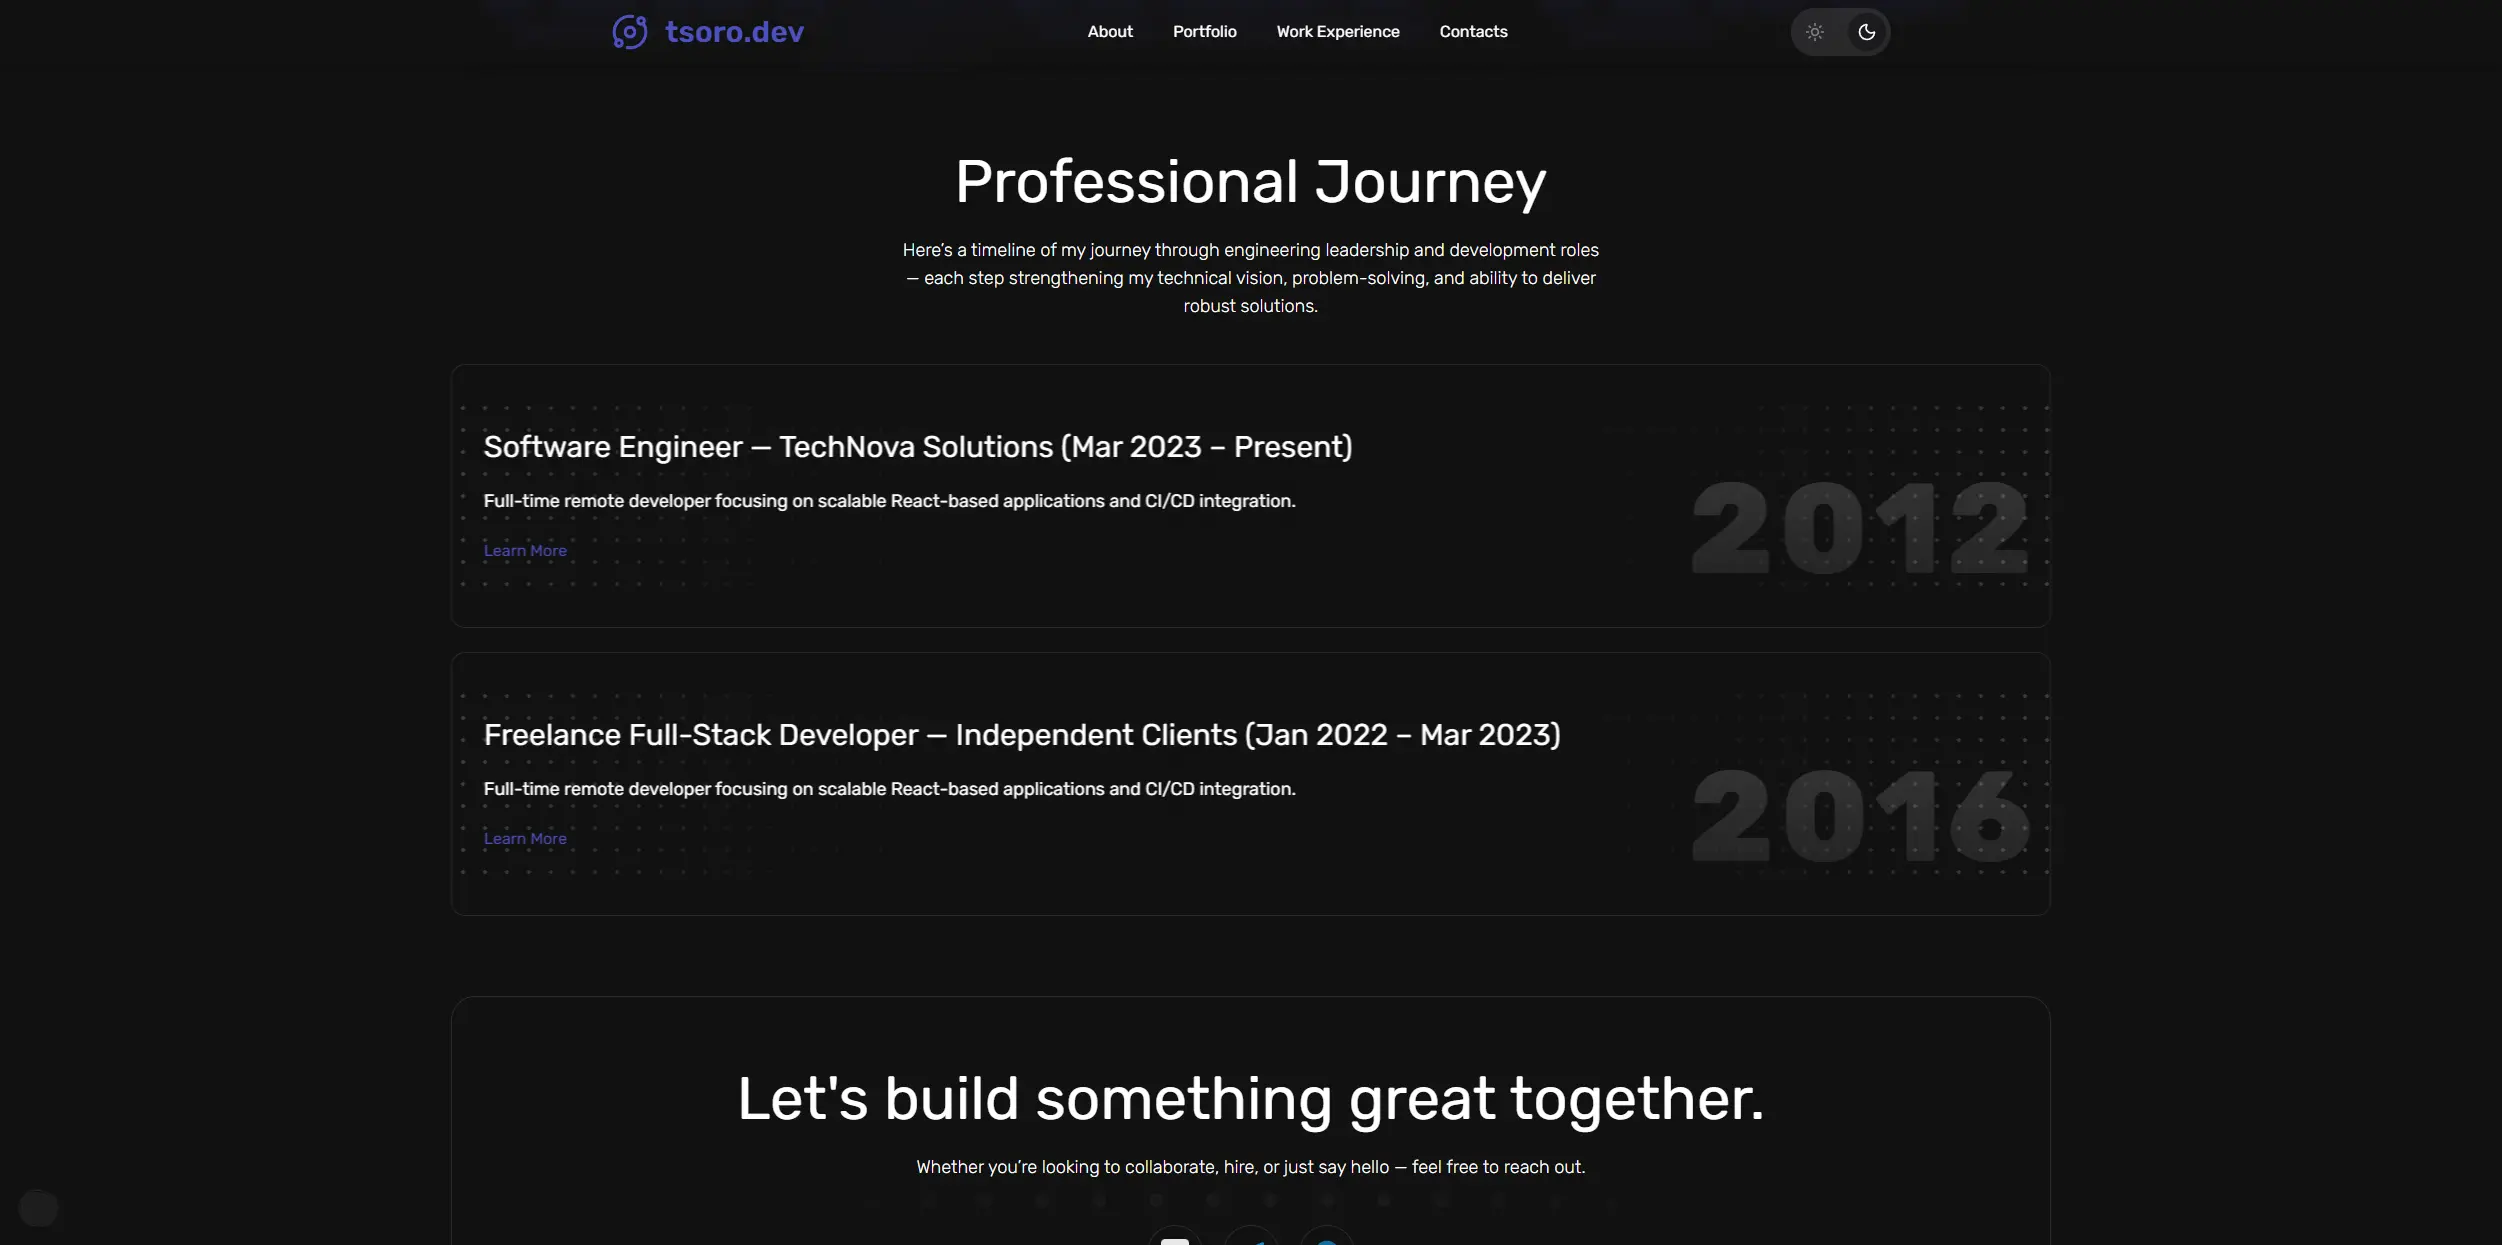 tsoro.dev
About
Portfolio
Work Experience
Contacts
Professional Journey
Here’s a timeline of my journey through engineering leadership and development roles
— each step strengthening my technical vision, problem-solving, and ability to deliver
robust solutions.
Software Engineer — TechNova Solutions (Mar 2023 – Present)
Full-time remote developer focusing on scalable React-based applications and CI/CD integration.
Learn More
2012
Freelance Full-Stack Developer — Independent Clients (Jan 2022 – Mar 2023)
Full-time remote developer focusing on scalable React-based applications and CI/CD integration.
Learn More
2016
Let's build something great together.
Whether you’re looking to collaborate, hire, or just say hello — feel free to reach out.